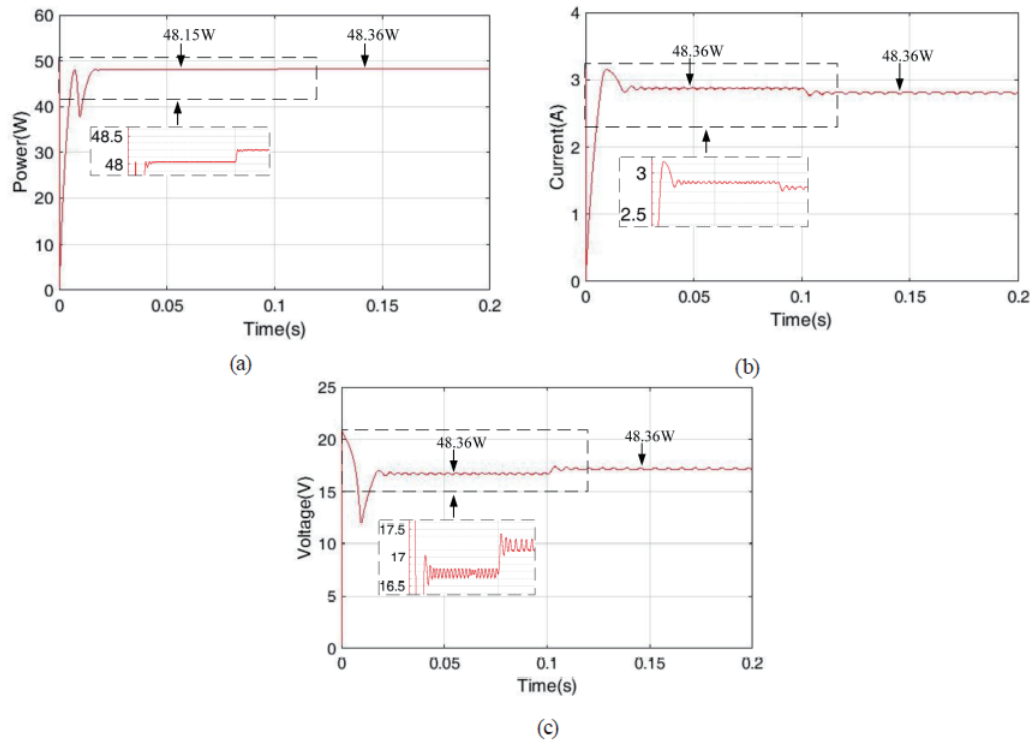 60
50
40
30
20
10
0
Power(W)
48.15W
48.36W
48.5
48
0
0.05
0.1
0.15
0.2
Time(s)
(a)
4
3
2
1
0
Current(A)
48.36W
48.36W
3
2.5
0
0.05
0.1
0.15
0.2
Time(s)
(b)
25
20
15
10
5
0
Voltage(V)
48.36W
48.36W
17.5
17
16.5
0
0.05
0.1
0.15
0.2
Time(s)
(c)